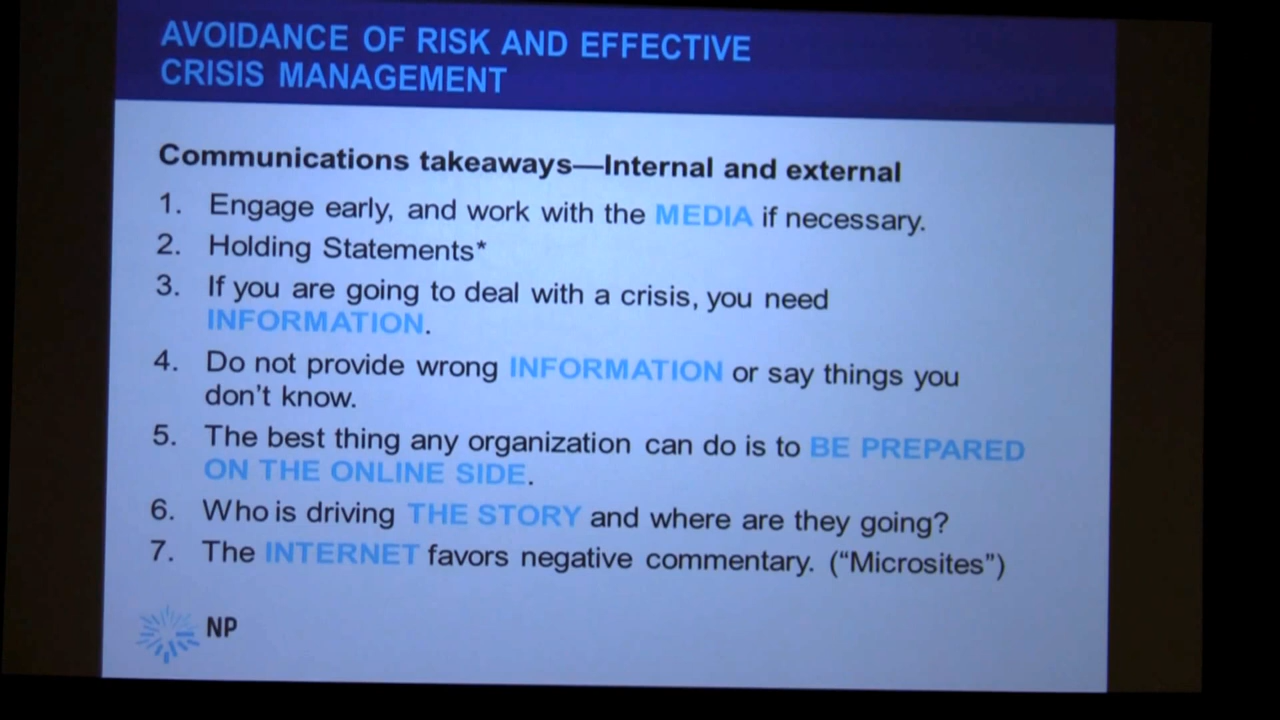 AVOIDANCE OF RISK AND EFFECTIVE
CRISIS MANAGEMENT
Communications takeaways—Internal and external
1. Engage early, and work with the MEDIA if necessary.
2. Holding Statements*
3. If you are going to deal with a crisis, you need
INFORMATION.
4. Do not provide wrong INFORMATION or say things you
don't know.
5. The best thing any organization can do is to BE PREPARED
ON THE ONLINE SIDE.
6. Who is driving THE STORY and where are they going?
7. The INTERNET favors negative commentary. (“Microsites”)
NP